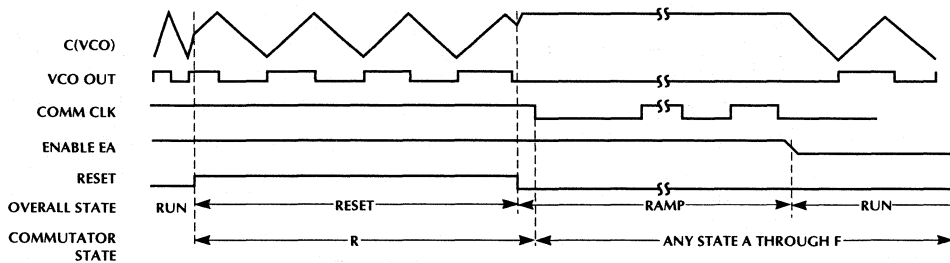 C(VCO)
VCO OUT
COMM CLK
ENABLE EA
RESET
OVERALL STATE RUN RESET RAMP RUN
COMMUTATOR STATE R ANY STATE A THROUGH F